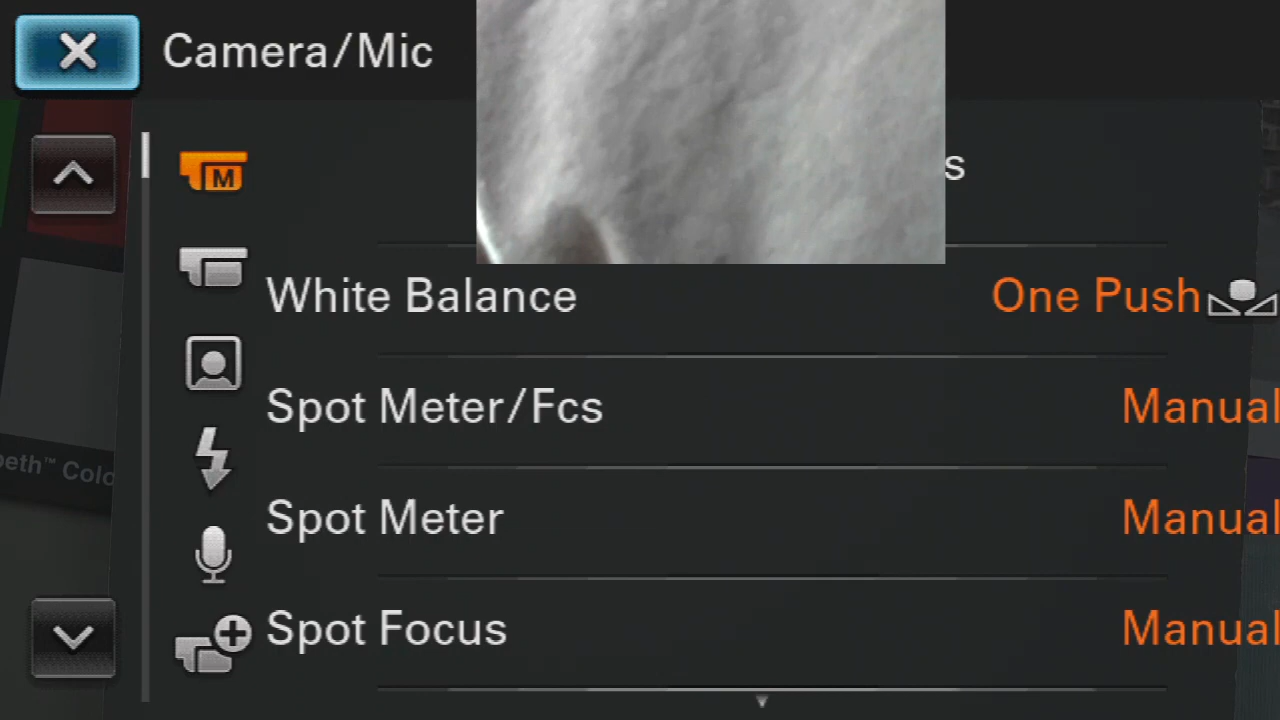 Camera/Mic
M
White Balance One Push
Spot Meter/Fcs Manual
Spot Meter Manual
Spot Focus Manual